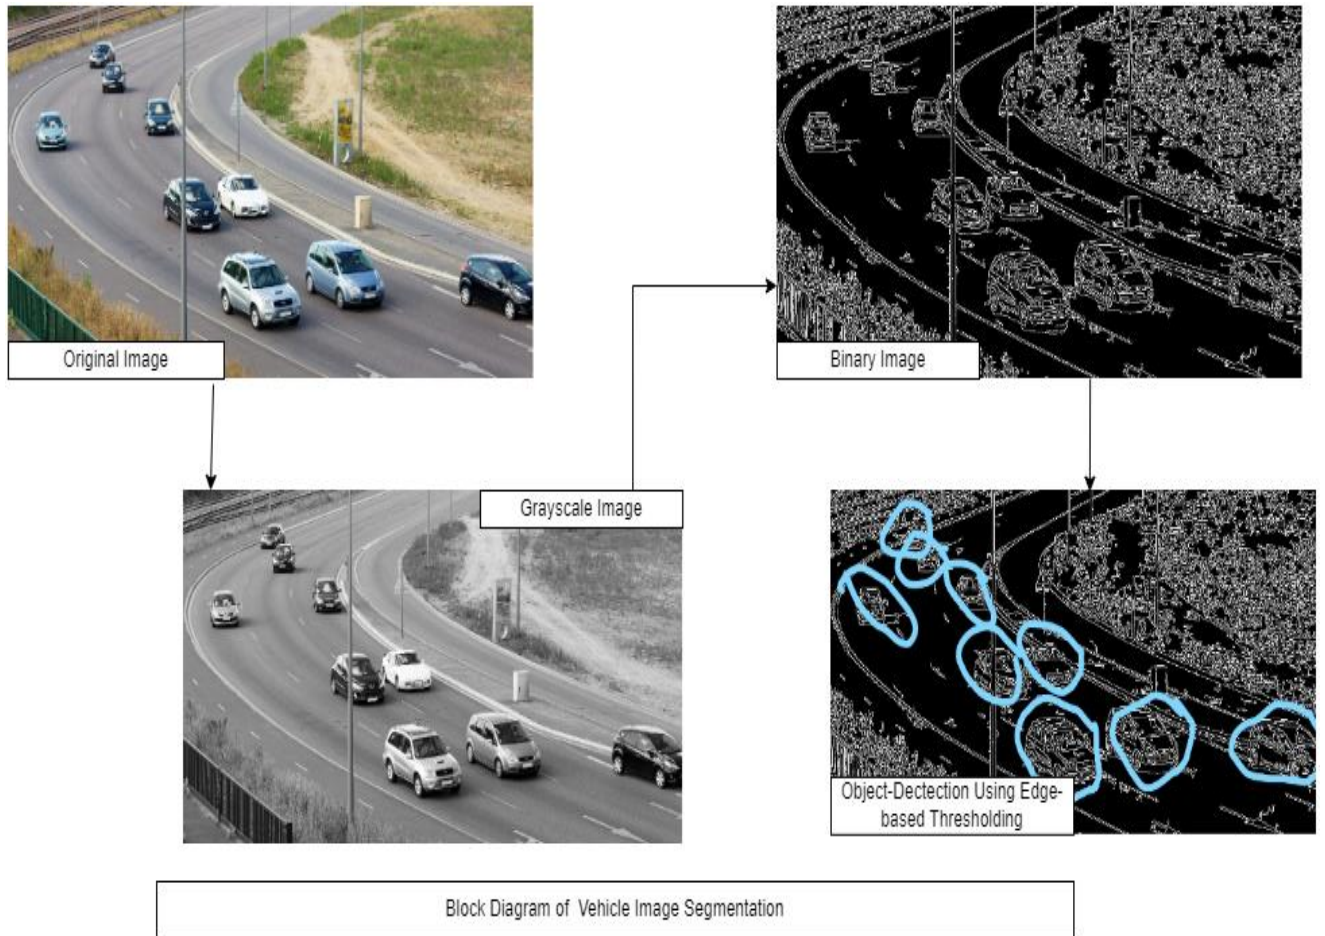 Original Image
Grayscale Image
Binary Image
Object-Dectection Using Edge-
based Thresholding
Block Diagram of Vehicle Image Segmentation